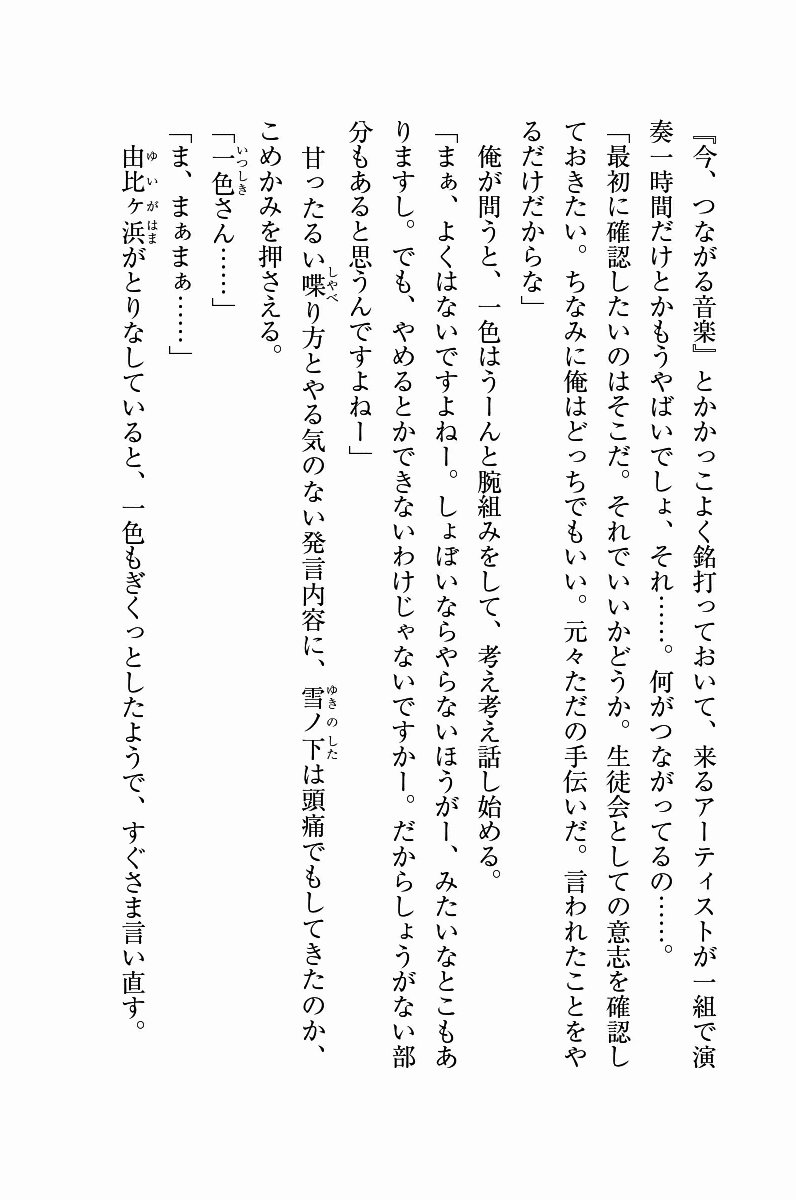 『今、つながる音楽』とかかっこよく銘打っておいて、来るアーティストが一組で演
奏一時間だけとかもうやばいでしょ、それ……。何がつながってるの……。
「最初に確認したいのはそこだ。それでいいかどうか。生徒会としての意志を確認し
ておきたい。ちなみに俺はどっちでもいい。元々ただの手伝いだ。言われたことをや
るだけだからな」
俺が問うと、一色はうーんと腕組みをして、考え考え話し始める。
「まぁ、よくはないですよねー。しょぼいならやらないほうがー、みたいなとこもあ
りますし。でも、やめるとかできないわけじゃないですかー。だからしょうがない部
分もあると思うんですよねー」
甘ったるい喋り方とやる気のない発言内容に、雪ノ下は頭痛でもしてきたのか、
こめかみを押さえる。
「一色さん……」
「ま、まぁまぁ……」
由比ヶ浜がとりなしていると、一色もぎくっとしたようで、すぐさま言い直す。